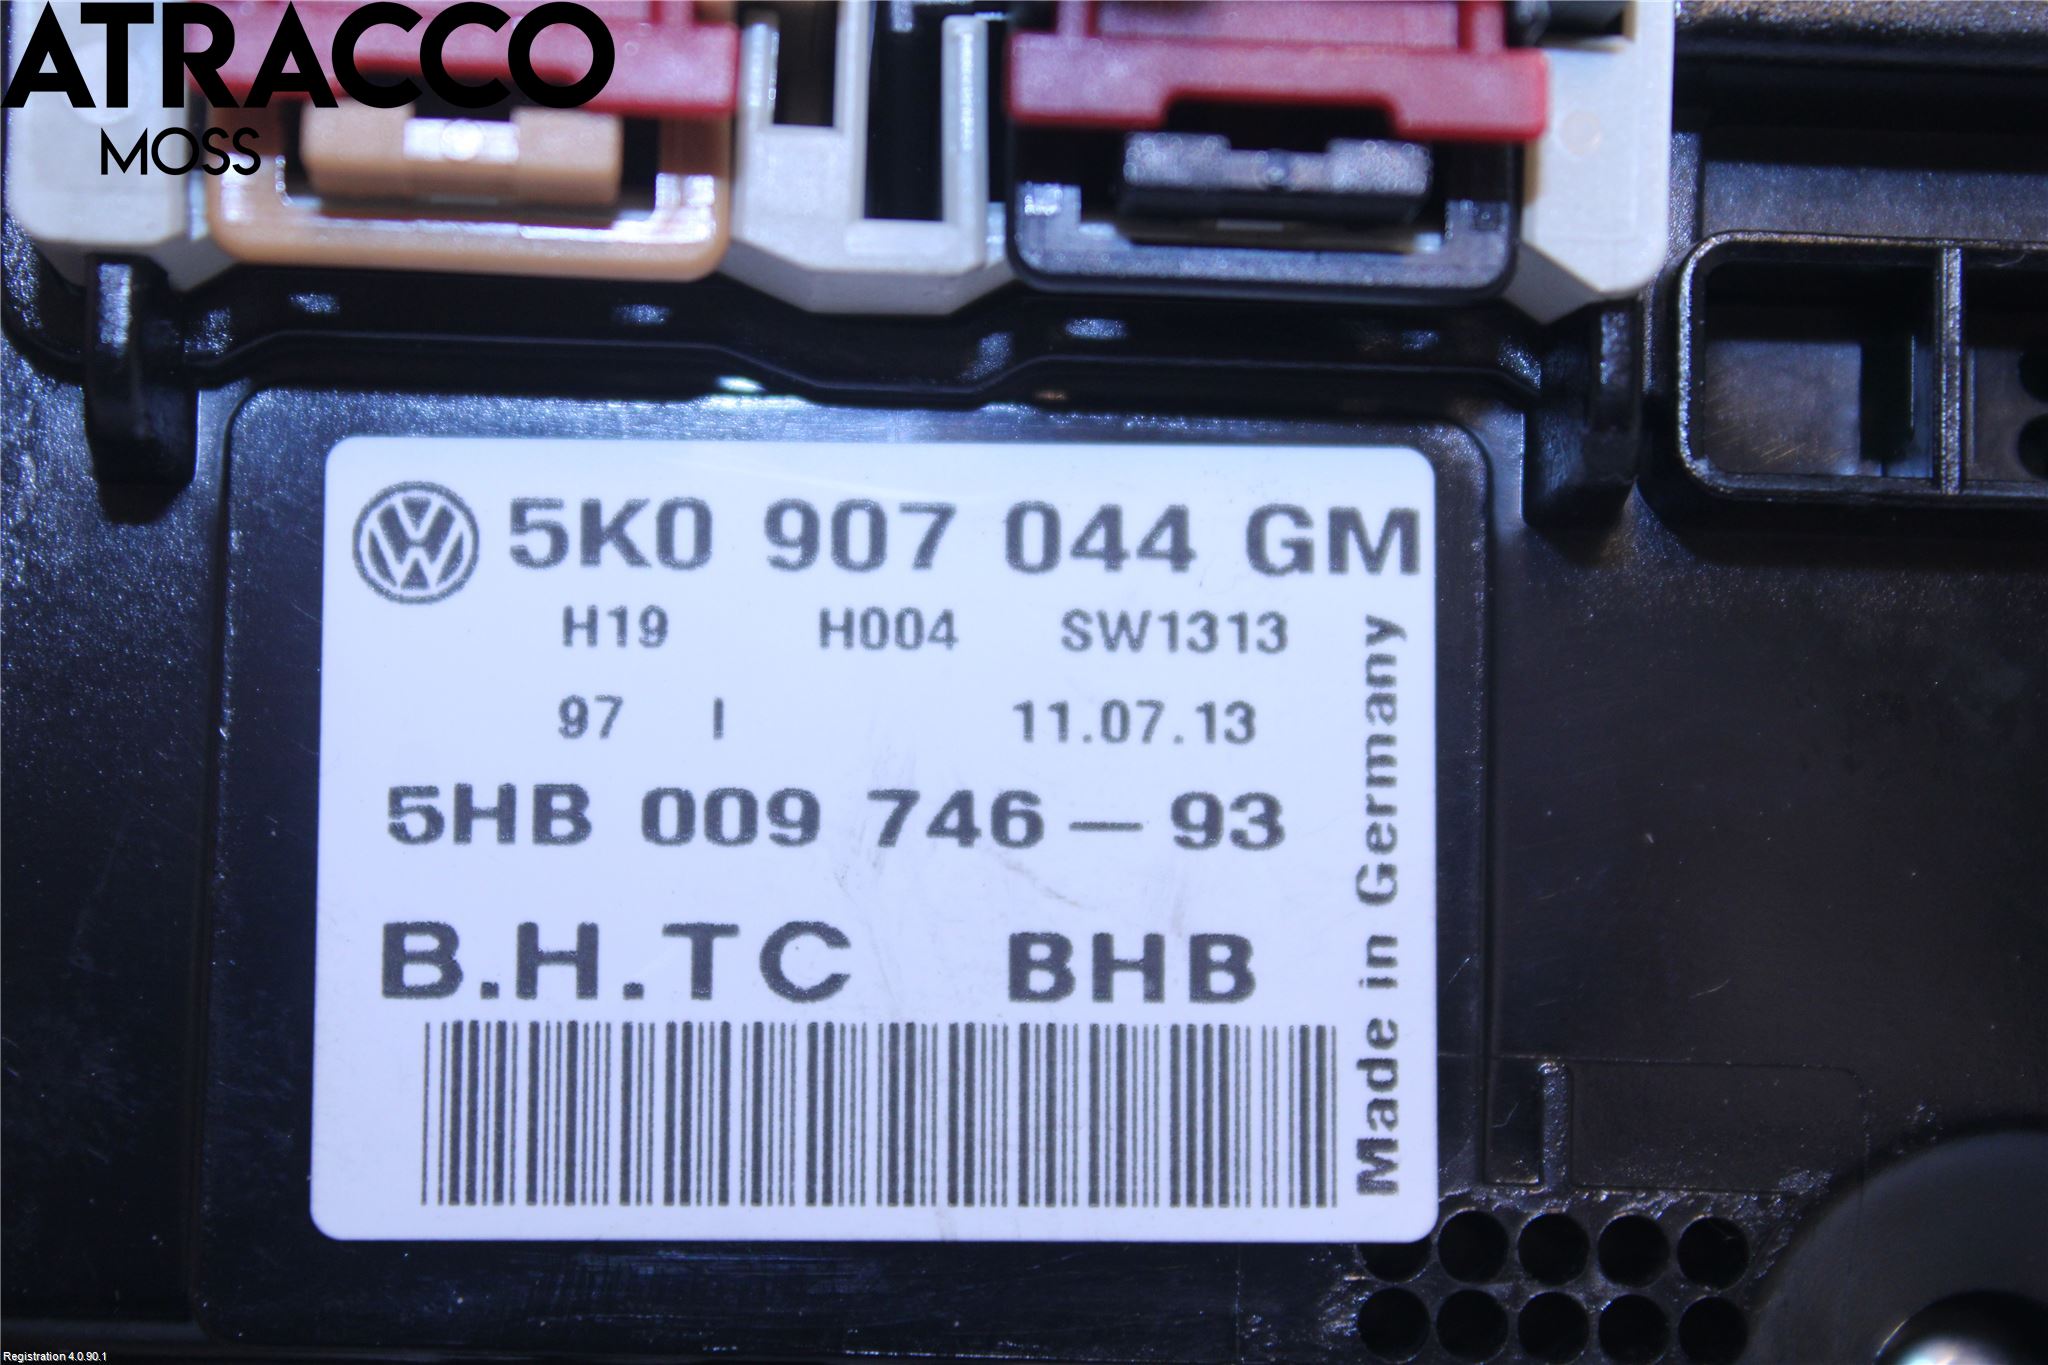 ATRACCO
MOSS
5K0 907 044 GM
H19 H004 SW1313
97 I 11.07.13
5HB 009 746-93
B.H.TC BHB
Made in Germany
Registration 4.0.90.1